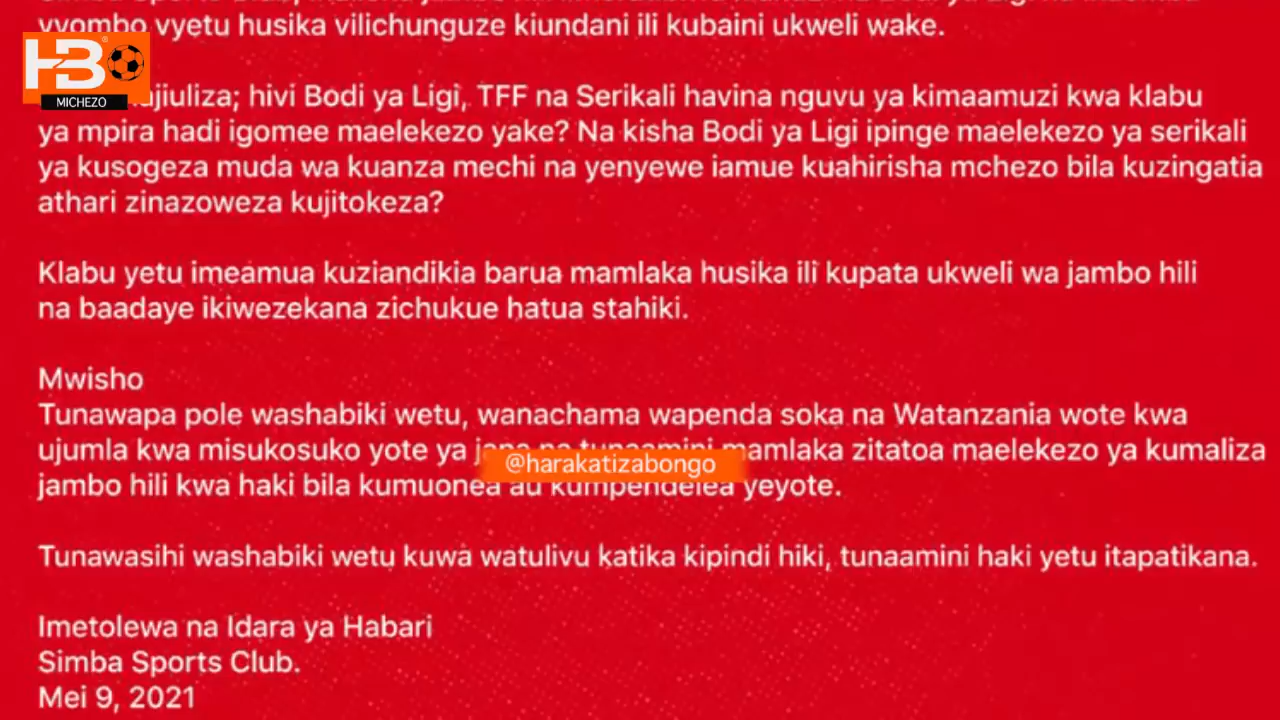 vyombo vyetu husika vilichunguze kiundani ili kubaini ukweli wake.
HB
MICHEZO
hivi Bodi ya Ligi, TFF na Serikali havina nguvu ya kimaamuzi kwa klabu
ya mpira hadi igomee maelekezo yake? Na kisha Bodi ya Ligi ipinge maelekezo ya serikali
ya kusogeza muda wa kuanza mechi na yenyewe iamue kuahirisha mchezo bila kuzingatia
athari zinazoweza kujitokeza?
Klabu yetu imeamua kuziandikia barua mamlaka husika ili kupata ukweli wa jambo hili
na baadaye ikiwezekana zichukue hatua stahiki.
Mwisho
Tunawapa pole washabiki wetu, wanachama wapenda soka na Watanzania wote kwa
ujumla kwa misukosuko yote ya jana na tunaamini mamlaka zitatoa maelekezo ya kumaliza
@harakatizabongo
jambo hili kwa haki bila kumuonea au kumpendelea yeyote.
Tunawasihi washabiki wetu kuwa watulivu katika kipindi hiki, tunaamini haki yetu itapatikana.
Imetolewa na Idara ya Habari
Simba Sports Club.
Mei 9, 2021